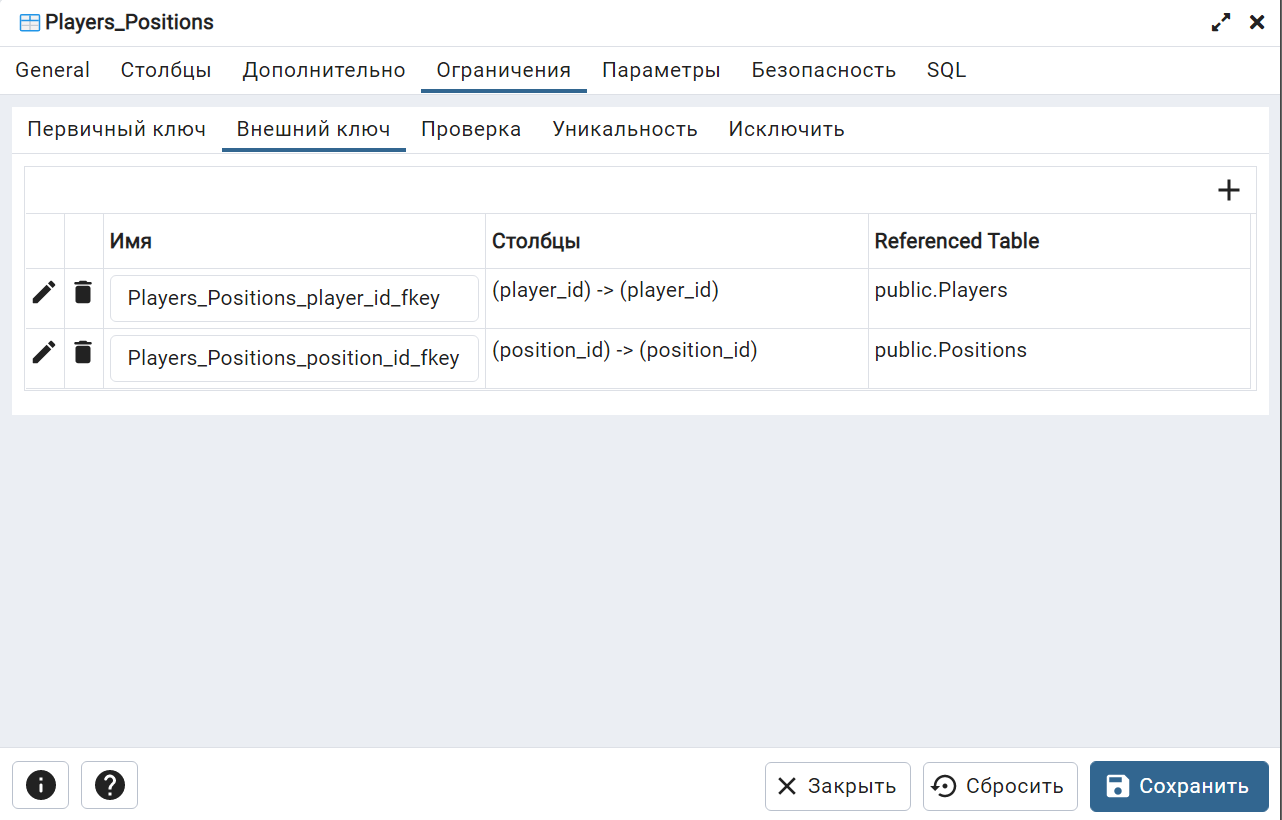 Players_Positions
General Столбцы Дополнительно Ограничения Параметры Безопасность SQL
Первичный ключ Внешний ключ Проверка Уникальность Исключить
Имя Столбцы Referenced Table
Players_Positions_player_id_fkey (player_id) -> (player_id) public.Players
Players_Positions_position_id_fkey (position_id) -> (position_id) public.Positions
Закрыть Сбросить Сохранить